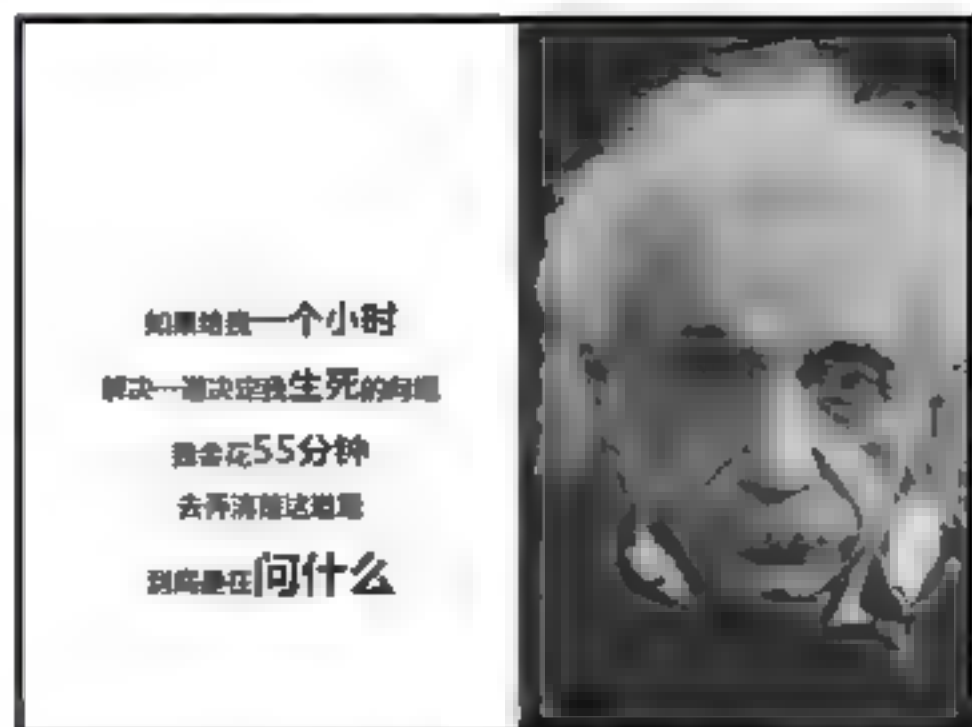 如果给我一个小时
解决一道决定我生死的问题
我会花55分钟
去弄清楚这道题
到底是在问什么